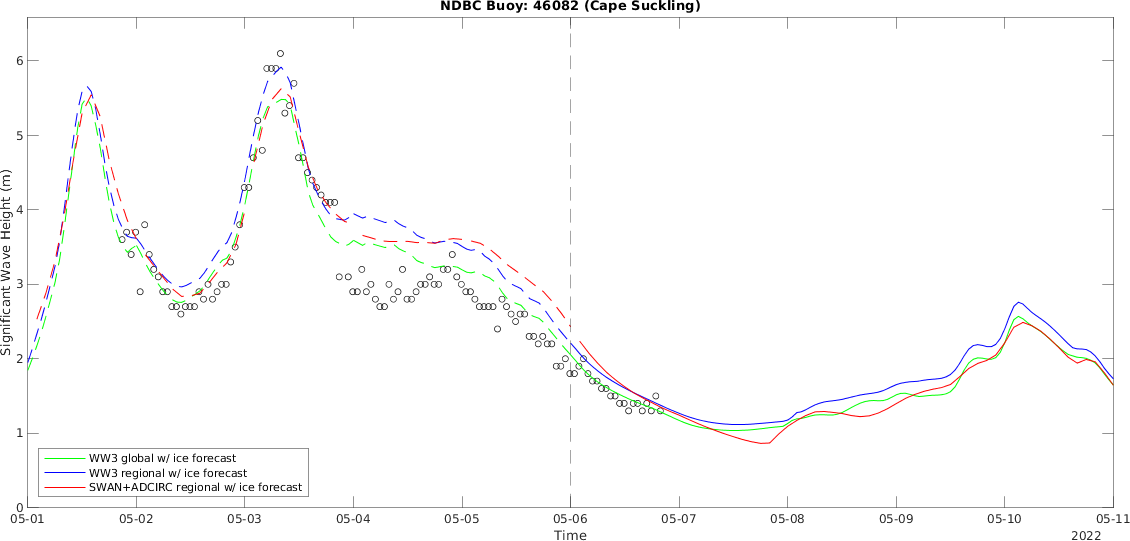 NDBC Buoy: 46082 (Cape Suckling)
6
5
4
3
2
1
0
Significant Wave Height (m)
WW3 global w/ ice forecast
WW3 regional w/ ice forecast
SWAN+ADCIRC regional w/ ice forecast
05-01 05-02 05-03 05-04 05-05 05-06 05-07 05-08 05-09 05-10 05-11
Time
2022